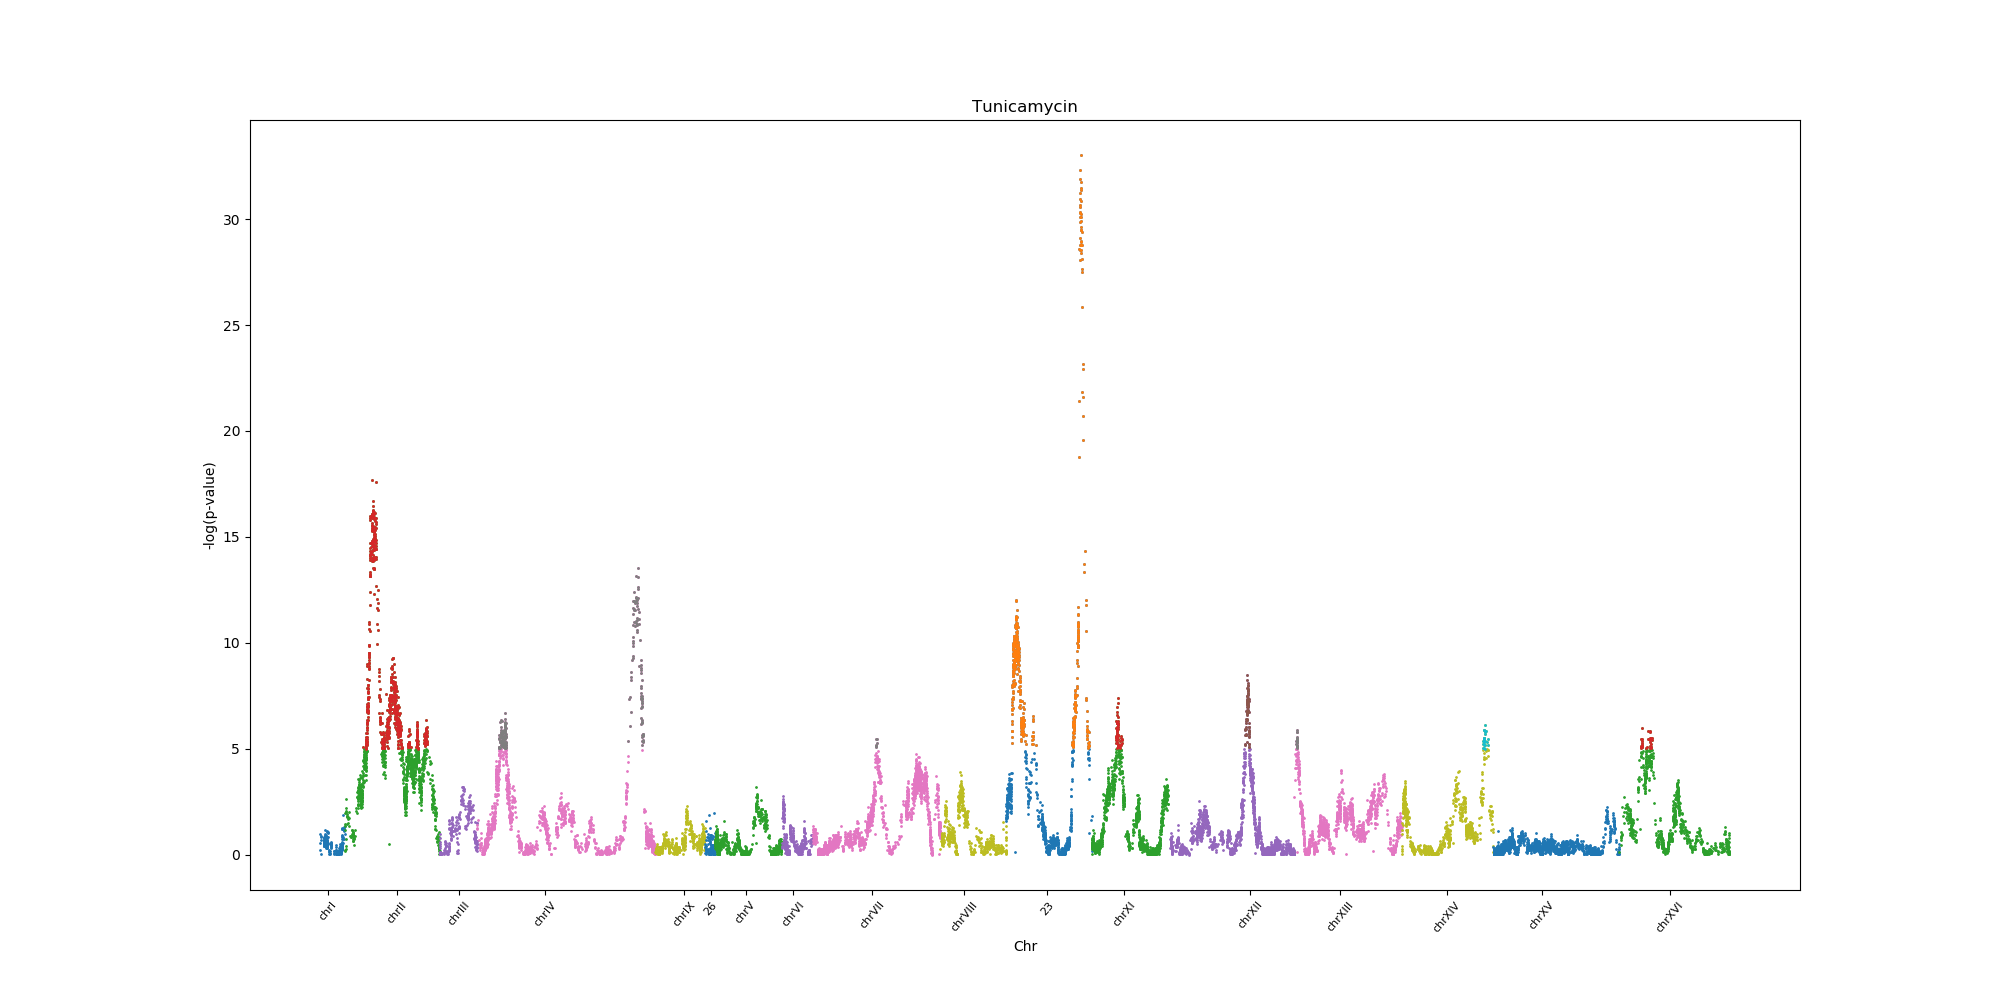 Tunicamycin
-log(p-value)
30
25
20
15
10
5
0
chrI
chrII
chrIII
chrIV
chrIX
26
chrV
chrVI
chrVII
chrVIII
23
chrXI
chrXII
chrXIII
chrXIV
chrXV
chrXVI
Chr